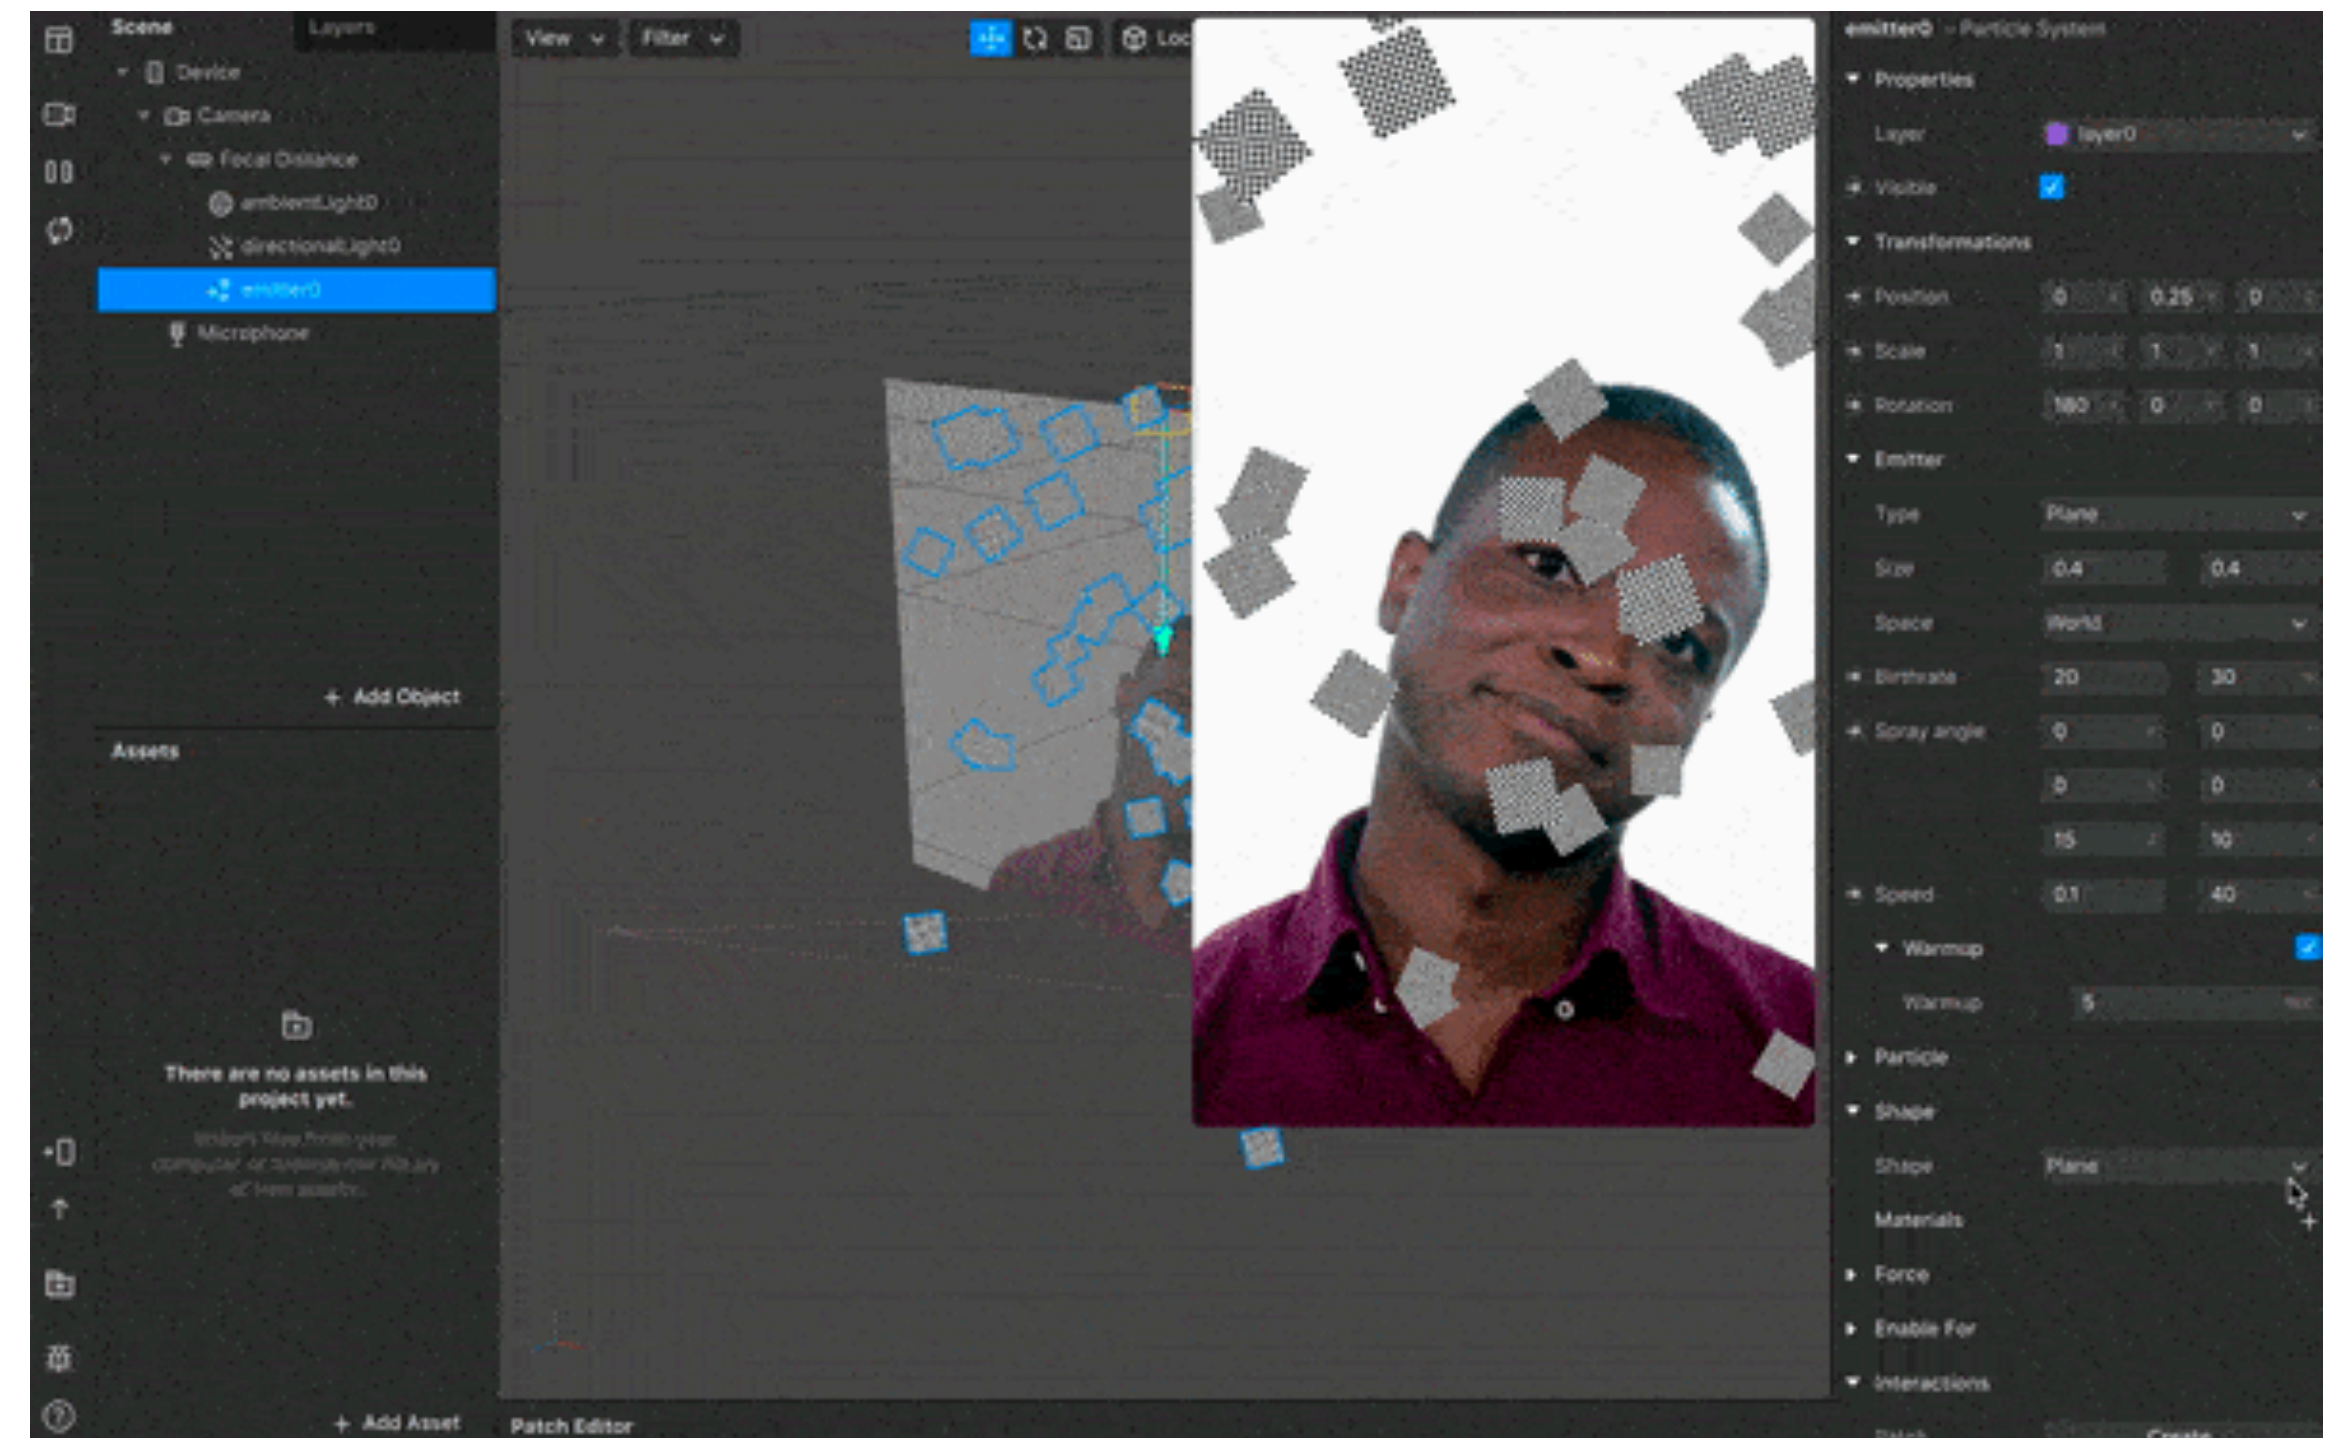 Scene Layers
Device
Camera
Focal Distance
ambientLight0
directionalLight0
emitter0
Microphone
+ Add Object
Assets
There are no assets in this
project yet.
+ Add Asset
View
Filter
Loc
Patch Editor
emitter0 - Particle System
Properties
Layer layer0
Visible
Transformations
Position 0 0.25 0
Scale 1 1 1
Rotation 180 0 0
Emitter
Type Plane
Size 0.4 0.4
Space World
Birthrate 20 30
Spray angle 0 0
0 0
15 10
Speed 0.1 40
Warmup
Warmup 5
Particle
Shape
Shape Plane
Materials +
Force
Enable For
Interactions
Create